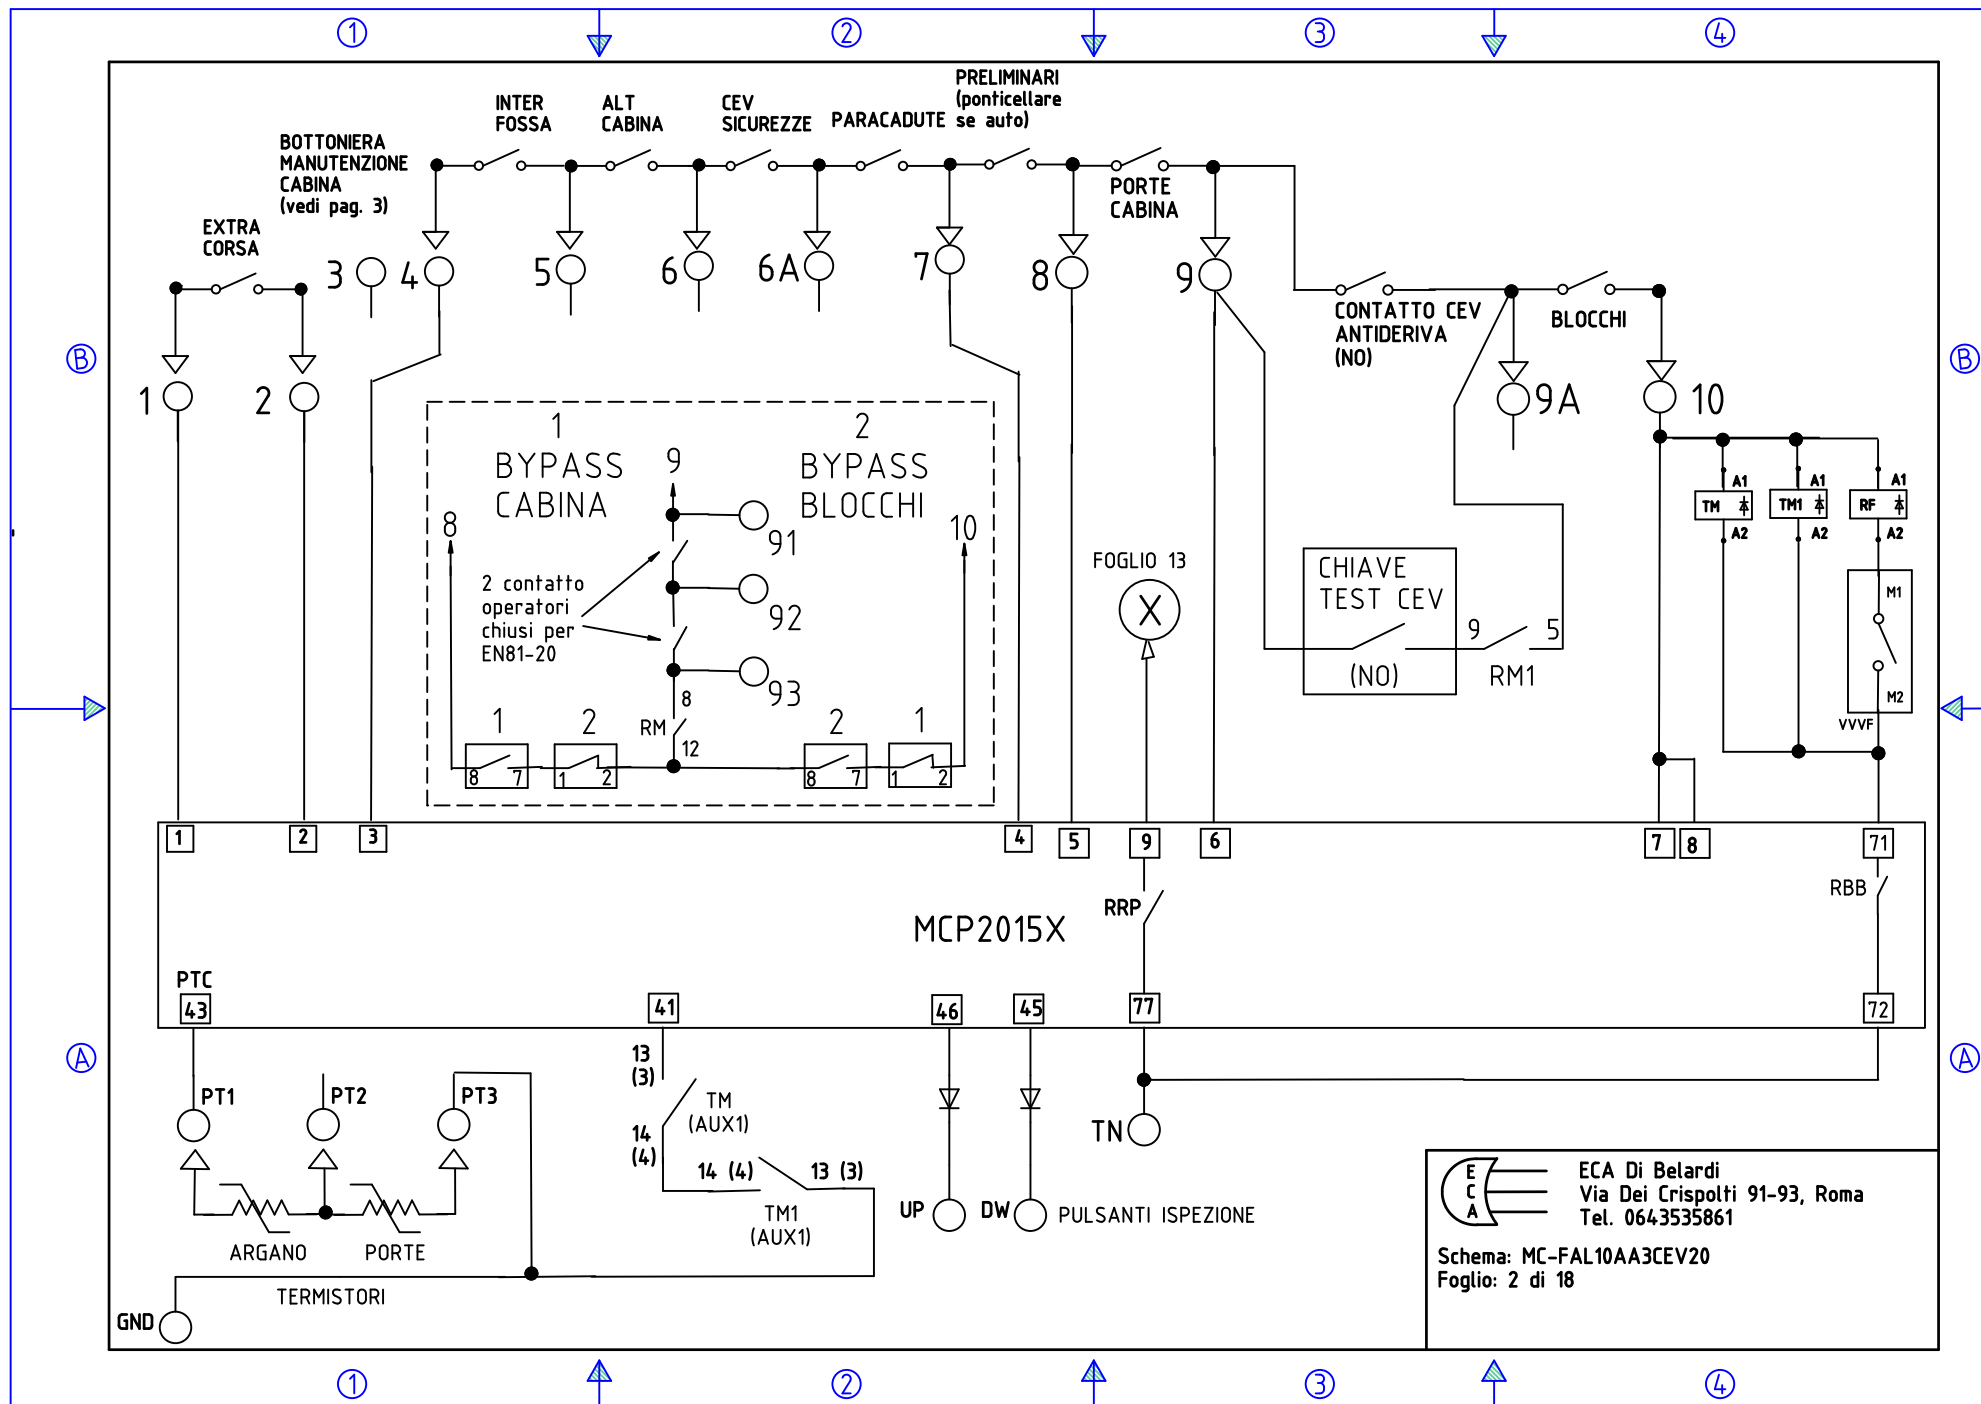 1 2 3 4
PRELIMINARI
(ponticellare
se auto)
INTER
FOSSA
ALT
CABINA
CEV
SICUREZZE
PARACADUTE
BOTTONIERA
MANUTENZIONE
CABINA
(vedi pag. 3)
PORTE
CABINA
EXTRA
CORSA
3 4 5 6 6A 7 8 9
CONTATTO CEV
ANTIDERIVA
(NO)
BLOCCHI
B B
1 2 9A 10
1
BYPASS
CABINA
9
2
BYPASS
BLOCCHI
8
10
91
92
93
2 contatto
operatori
chiusi per
EN81-20
8
RM
12
1 2 2 1
8 7 1 2 8 7 1 2
FOGLIO 13
X
CHIAVE
TEST CEV
(NO)
9 5
RM1
A1 A1 A1
TM TM1 RF
A2 A2 A2
M1
M2
VVVF
1 2 3 4 5 9 6 7 8 71
RRP
RBB
MCP2015X
PTC
43 41 46 45 77 72
A A
PT1 PT2 PT3
13
(3)
TM
(AUX1)
14
(4)
14 (4) 13 (3)
TM1
(AUX1)
TN
UP DW PULSANTI ISPEZIONE
ARGANO PORTE
TERMISTORI
GND
E
C
A
ECA Di Belardi
Via Dei Crispolti 91-93, Roma
Tel. 0643535861
Schema: MC-FAL10AA3CEV20
Foglio: 2 di 18
1 2 3 4